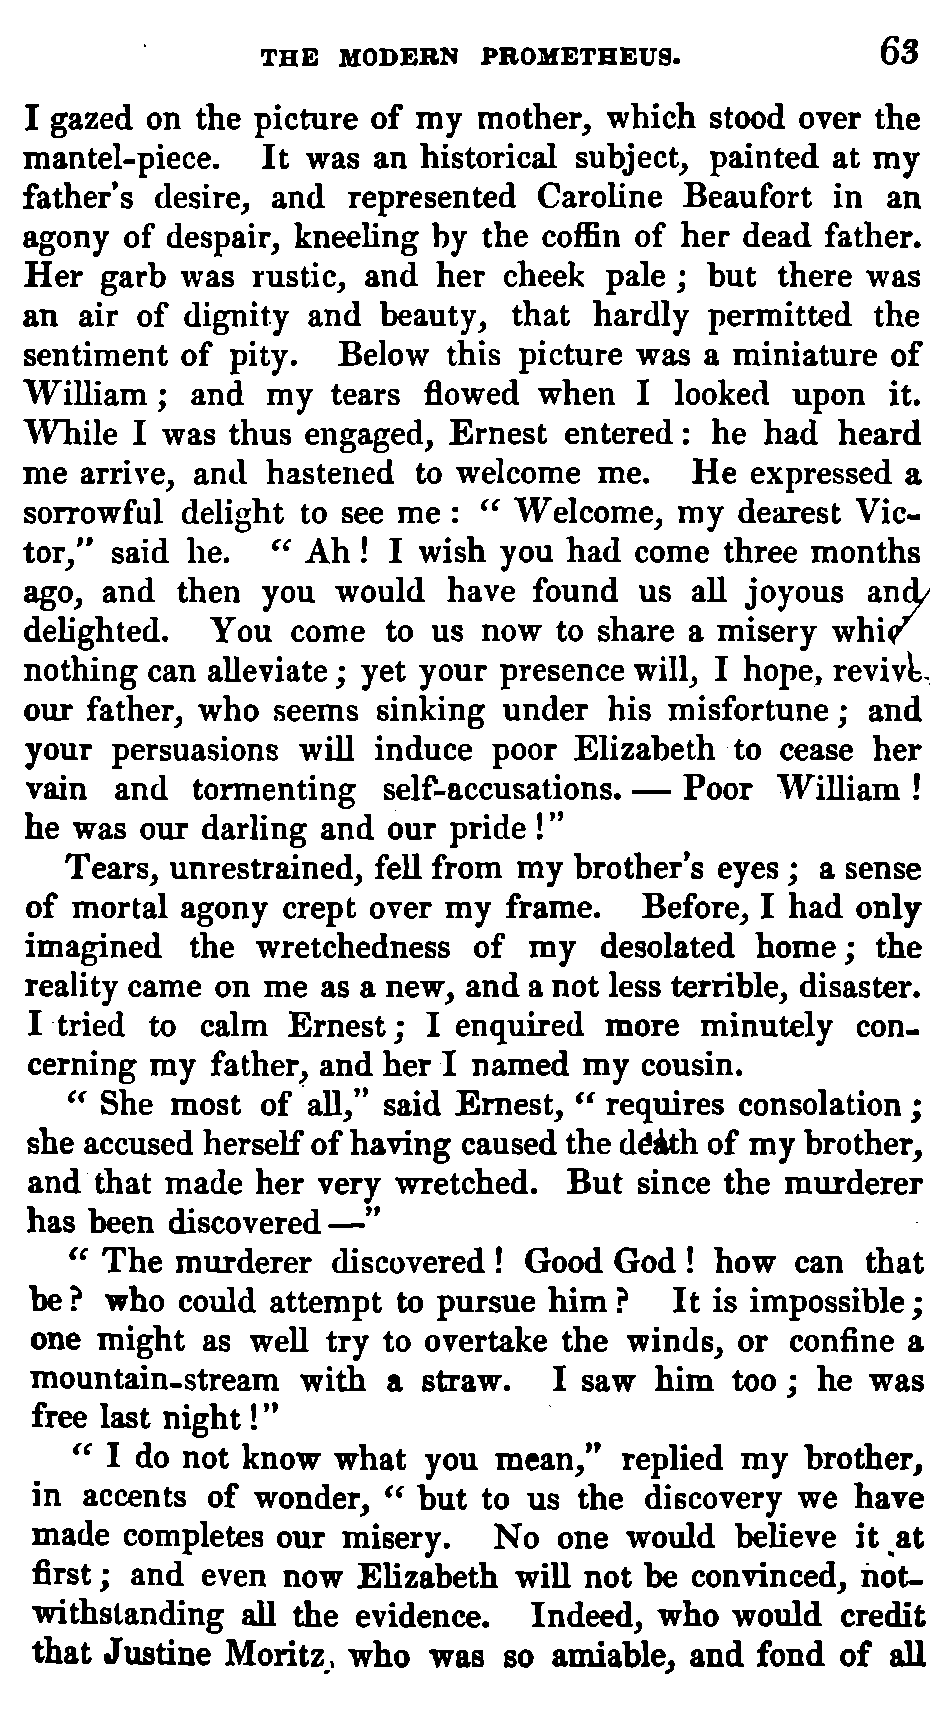 THE MODERN PROMETHEUS. 63
I gazed on the picture of my mother, which stood over the
mantel-piece. It was an historical subject, painted at my
father's desire, and represented Caroline Beaufort in an
agony of despair, kneeling by the coffin of her dead father.
Her garb was rustic, and her cheek pale ; but there was
an air of dignity and beauty, that hardly permitted the
sentiment of pity. Below this picture was a miniature of
William ; and my tears flowed when I looked upon it.
While I was thus engaged, Ernest entered : he had heard
me arrive, and hastened to welcome me. He expressed a
sorrowful delight to see me : “ Welcome, my dearest Vic-
tor,” said he. “ Ah ! I wish you had come three months
ago, and then you would have found us all joyous and
delighted. You come to us now to share a misery whi
nothing can alleviate ; yet your presence will, I hope, revive
our father, who seems sinking under his misfortune ; and
your persuasions will induce poor Elizabeth to cease her
vain and tormenting self-accusations. — Poor William !
he was our darling and our pride !”
Tears, unrestrained, fell from my brother's eyes ; a sense
of mortal agony crept over my frame. Before, I had only
imagined the wretchedness of my desolated home ; the
reality came on me as a new, and a not less terrible, disaster.
I tried to calm Ernest ; I enquired more minutely con-
cerning my father, and her I named my cousin.
“ She most of all,” said Ernest, “ requires consolation ;
she accused herself of having caused the death of my brother,
and that made her very wretched. But since the murderer
has been discovered —”
“ The murderer discovered ! Good God ! how can that
be ? who could attempt to pursue him ? It is impossible ;
one might as well try to overtake the winds, or confine a
mountain-stream with a straw. I saw him too ; he was
free last night !”
“ I do not know what you mean,” replied my brother,
in accents of wonder, “ but to us the discovery we have
made completes our misery. No one would believe it at
first ; and even now Elizabeth will not be convinced, not-
withstanding all the evidence. Indeed, who would credit
that Justine Moritz, who was so amiable, and fond of all